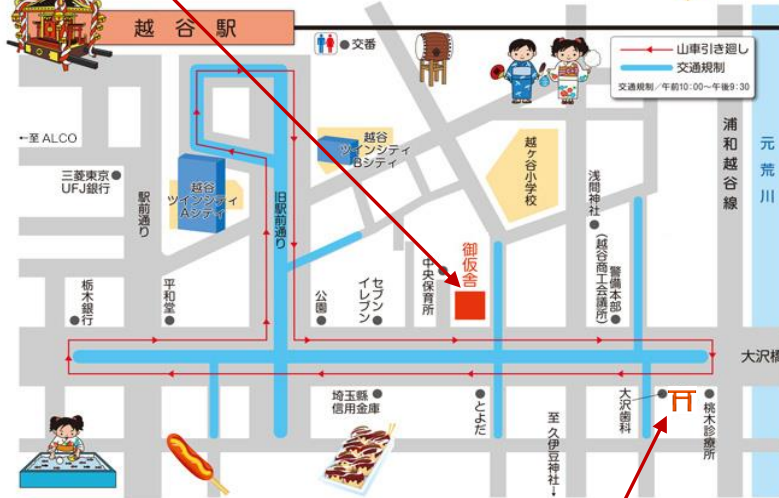 越谷駅
交番
山車引き廻し
交通規制
交通規制／午前10:00～午後9:30
←至 ALCO
三菱東京
UFJ銀行
駅前通り
越谷
ツインシティ
Aシティ
旧駅前通り
越谷
ツインシティ
Bシティ
越ヶ谷小学校
浅間神社
浦和越谷線
元荒川
栃木銀行
平和堂
公園
セブン
イレブン
中央保育所
御仮舎
警備本部
(越谷商工会議所)
大沢橋
埼玉縣
信用金庫
とよだ
至 久伊豆神社→
大沢歯科
桃木診療所